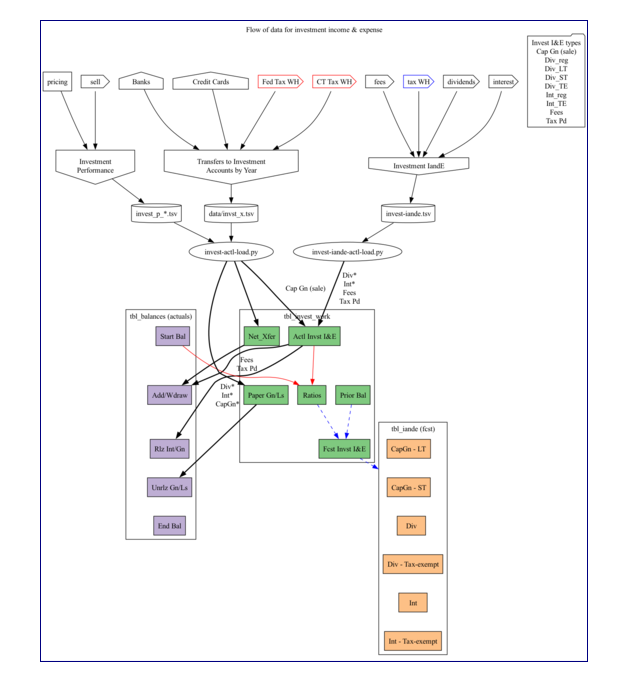 Flow of data for investment income & expense
Invest I&E types
Cap Gn (sale)
Div_reg
Div_LT
Div_ST
Div_TE
Int_reg
Int_TE
Fees
Tax Pd
pricing
sell
Banks
Credit Cards
Fed Tax WH
CT Tax WH
fees
tax WH
dividends
interest
Investment
Performance
Transfers to Investment
Accounts by Year
Investment IandE
invest_p_*.tsv
data/invst_x.tsv
invest-iande.tsv
invest-actl-load.py
invest-iande-actl-load.py
Cap Gn (sale)
Div*
Int*
Fees
Tax Pd
tbl_balances (actuals)
tbl_invest_work
Start Bal
Net_Xfer
Actl Invst I&E
Fees
Tax Pd
Div*
Int*
CapGn*
Add/Wdraw
Paper Gn/Ls
Ratios
Prior Bal
tbl_iande (fcst)
Rlz Int/Gn
Fcst Invst I&E
CapGn - LT
Unrlz Gn/Ls
CapGn - ST
End Bal
Div
Div - Tax-exempt
Int
Int - Tax-exempt